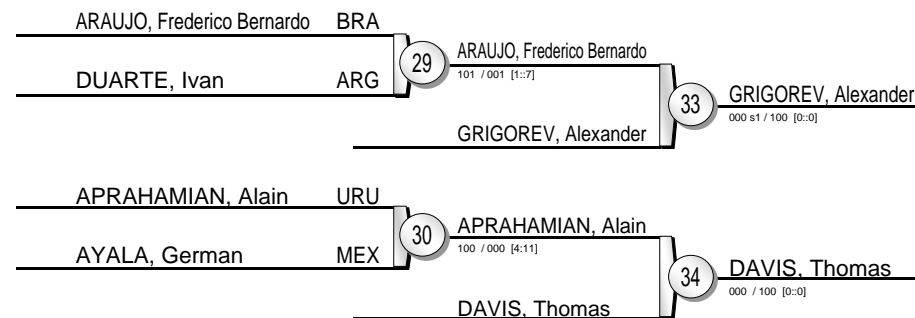 ARAUJO, Frederico Bernardo BRA
DUARTE, Ivan ARG
29
ARAUJO, Frederico Bernardo
101 / 001 [1::7]
GRIGOREV, Alexander
33
GRIGOREV, Alexander
000 s1 / 100 [0::0]
APRAHAMIAN, Alain URU
AYALA, German MEX
30
APRAHAMIAN, Alain
100 / 000 [4:11]
DAVIS, Thomas
34
DAVIS, Thomas
000 / 100 [0::0]